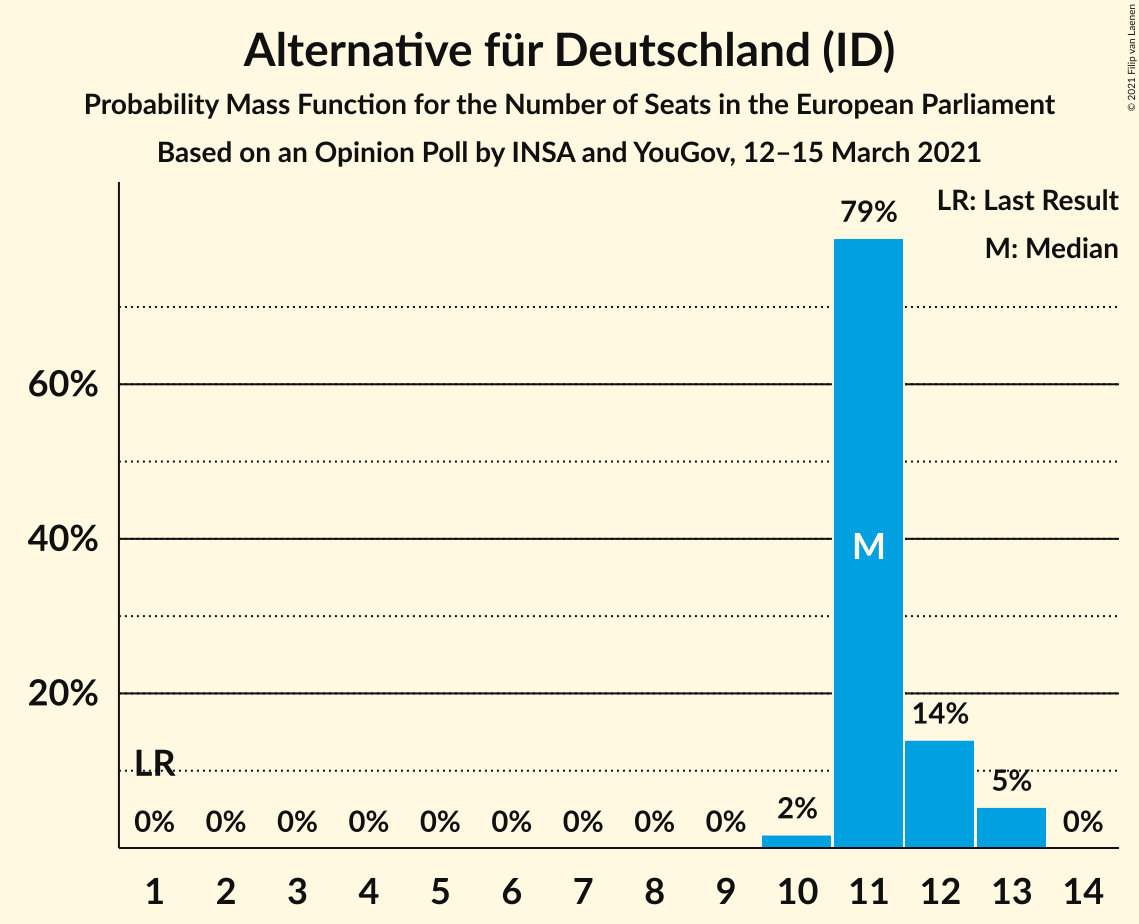 Alternative für Deutschland (ID)
Probability Mass Function for the Number of Seats in the European Parliament
Based on an Opinion Poll by INSA and YouGov, 12–15 March 2021
© 2021 Filip van Laenen
LR: Last Result
M: Median
79%
60%
40%
M
20%
14%
LR
5%
2%
0% 0% 0% 0% 0% 0% 0% 0% 0% 0%
1 2 3 4 5 6 7 8 9 10 11 12 13 14